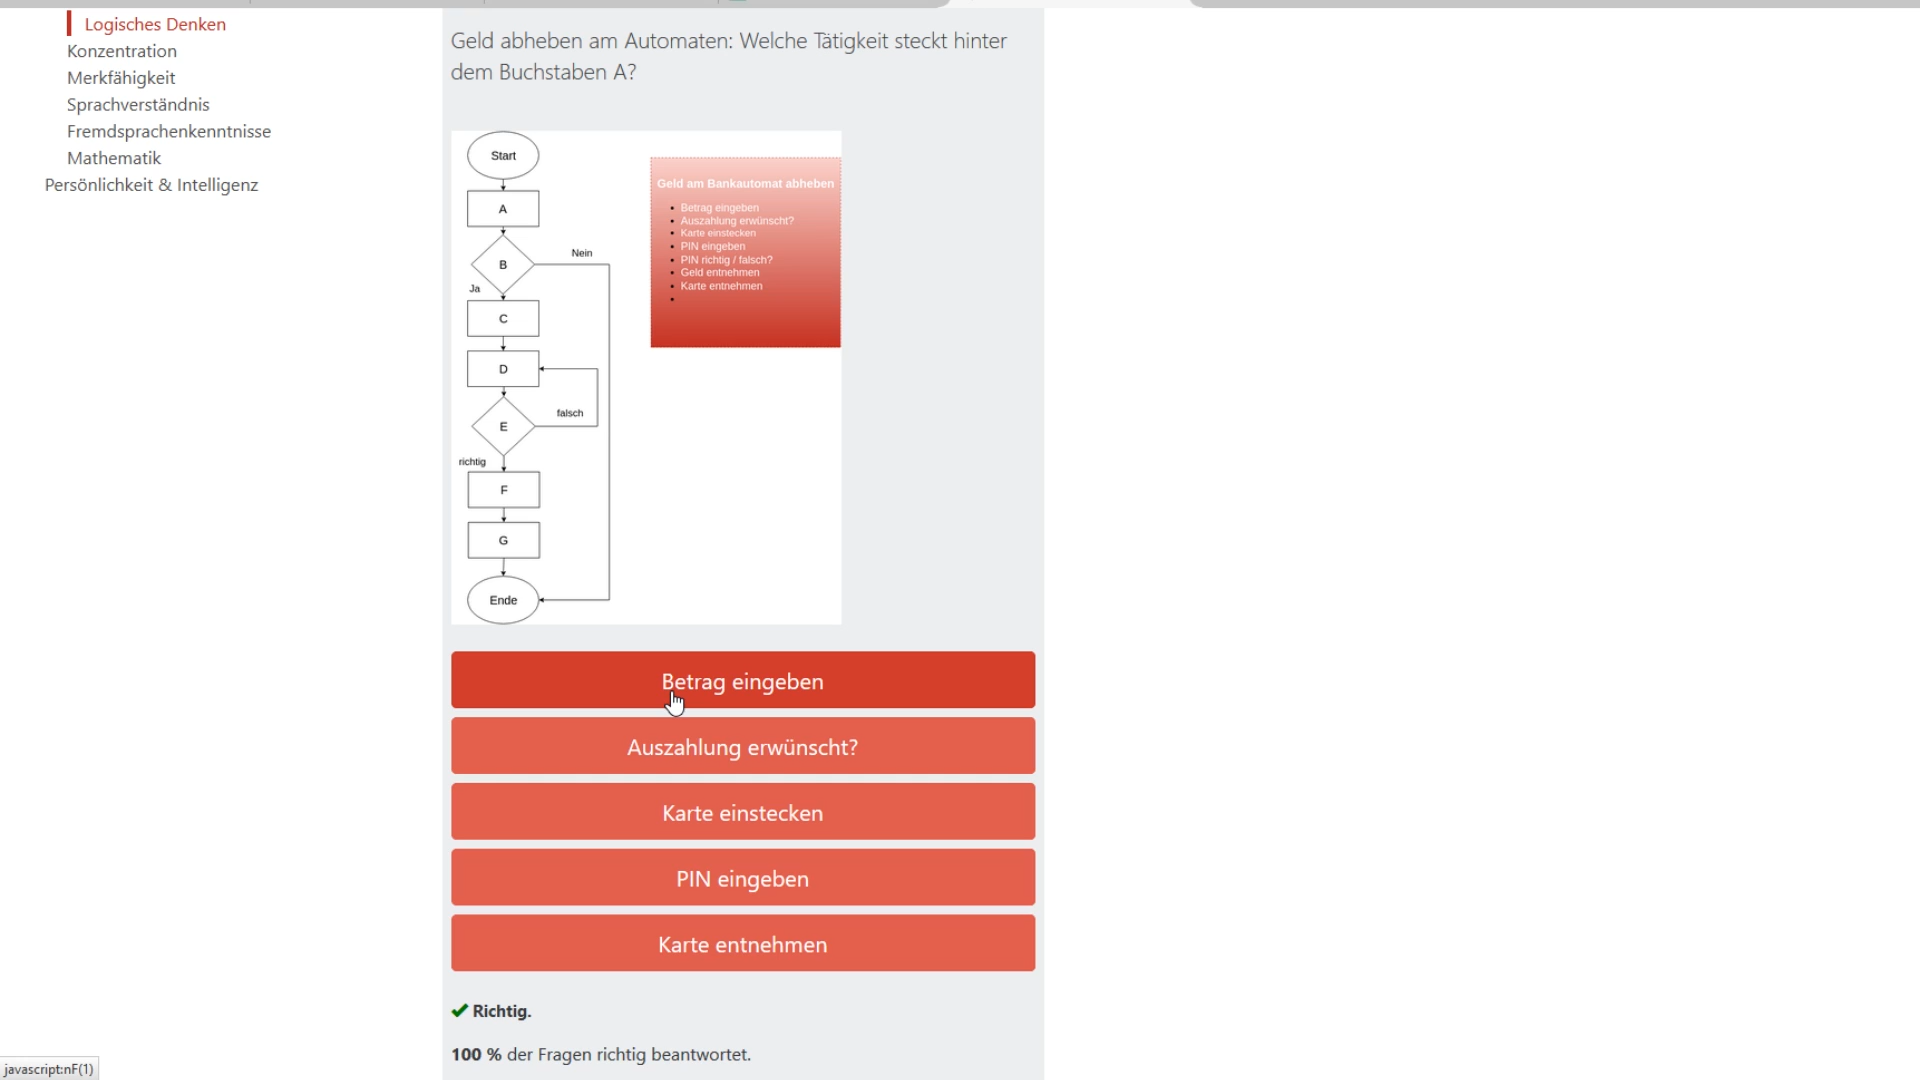 Logisches Denken
Konzentration
Merkfähigkeit
Sprachverständnis
Fremdsprachenkenntnisse
Mathematik
Persönlichkeit & Intelligenz
Geld abheben am Automaten: Welche Tätigkeit steckt hinter
dem Buchstaben A?
Start
A
B
Nein
Ja
C
D
E
falsch
richtig
F
G
Ende
Geld am Bankautomat abheben
Betrag eingeben
Auszahlung erwünscht?
Karte einstecken
PIN eingeben
PIN richtig / falsch?
Geld entnehmen
Karte entnehmen
Betrag eingeben
Auszahlung erwünscht?
Karte einstecken
PIN eingeben
Karte entnehmen
Richtig.
100 % der Fragen richtig beantwortet.
javascript:nF(1)